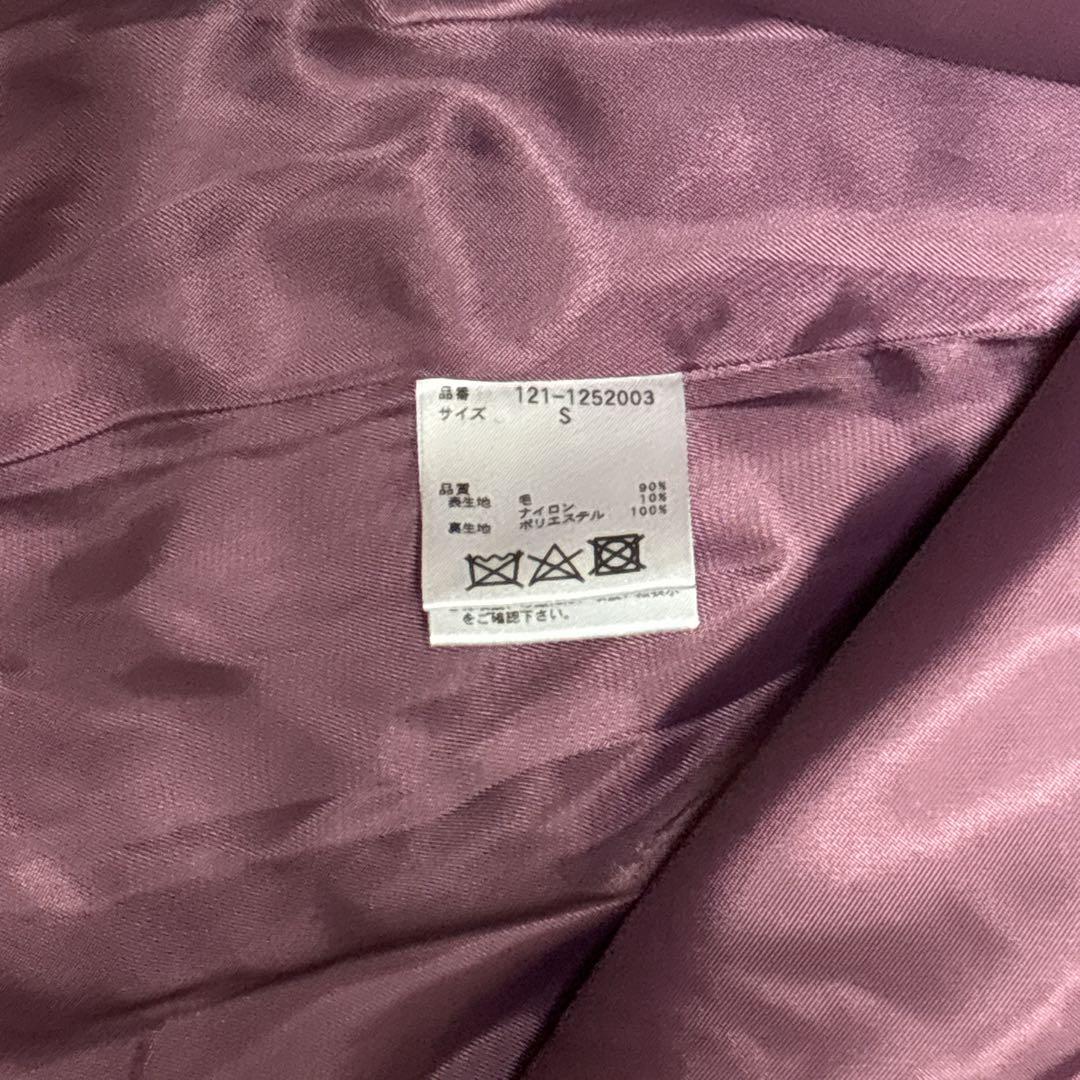 品番 121-1252003
サイズ S
品質
表生地 毛 90%
ナイロン 10%
裏生地 ポリエステル 100%
をご確認下さい。